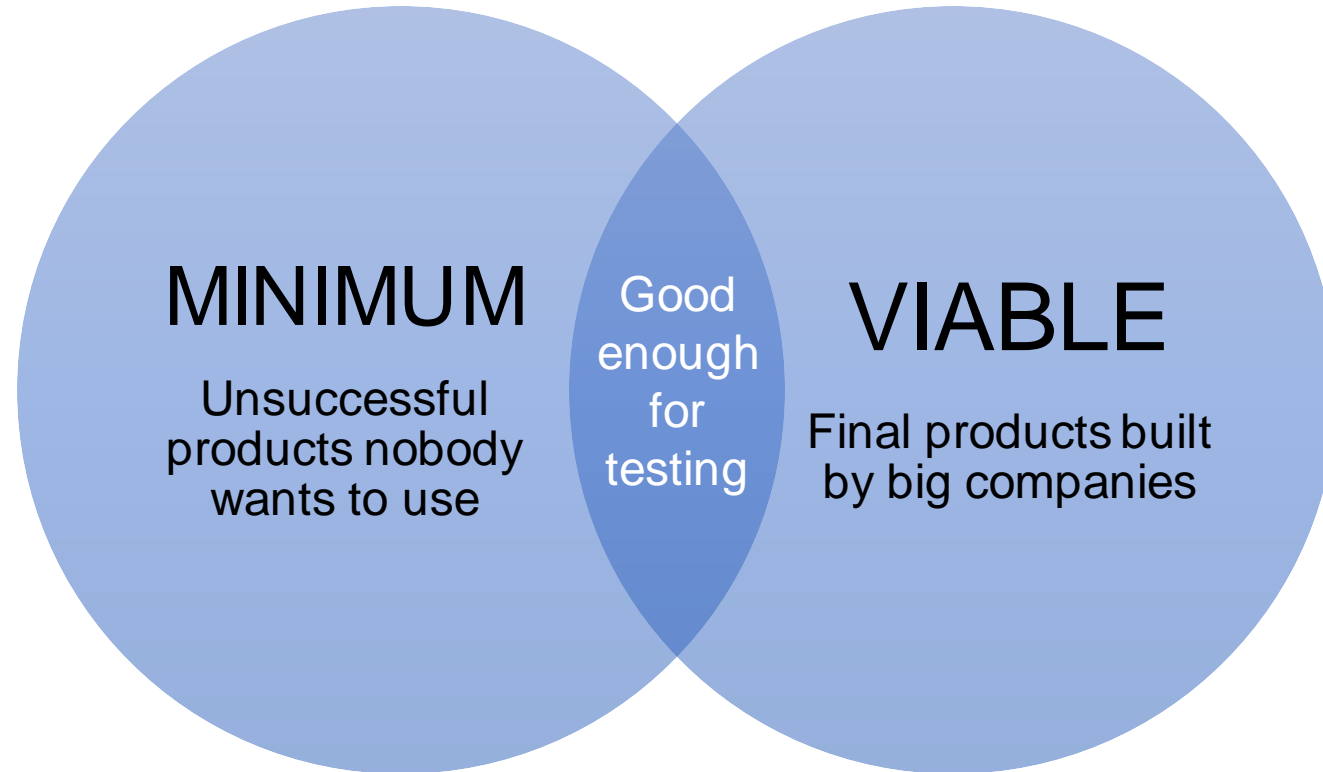 MINIMUM
Unsuccessful
products nobody
wants to use
Good
enough
for
testing
VIABLE
Final products built
by big companies